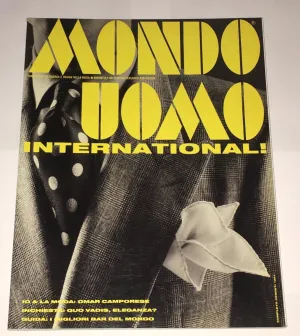 MONDO
UOMO
INTERNATIONAL!
IO & LA MODA: OMAR CAMPORESE
INCHIESTA: QUO VADIS, ELEGANZA?
GUIDA: I MIGLIORI BAR DEL MONDO